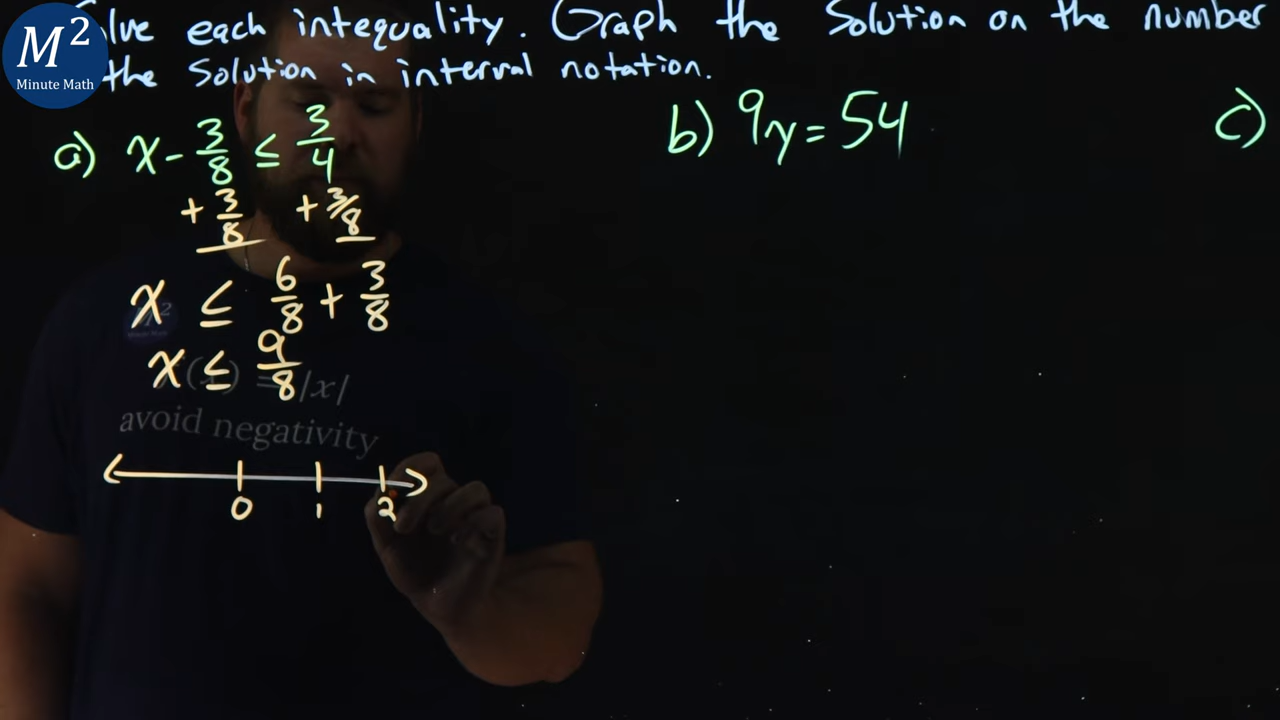 M²
Minute Math
lve each intequality. Graph the Solution on the number
the Solution in interval notation.
a) x - 3/8 ≤ 3/4
+ 3/8 + 3/8
x ≤ 6/8 + 3/8
x ≤ 9/8
= |x|
avoid negativity
0 1 2
b) 9y = 54
c)